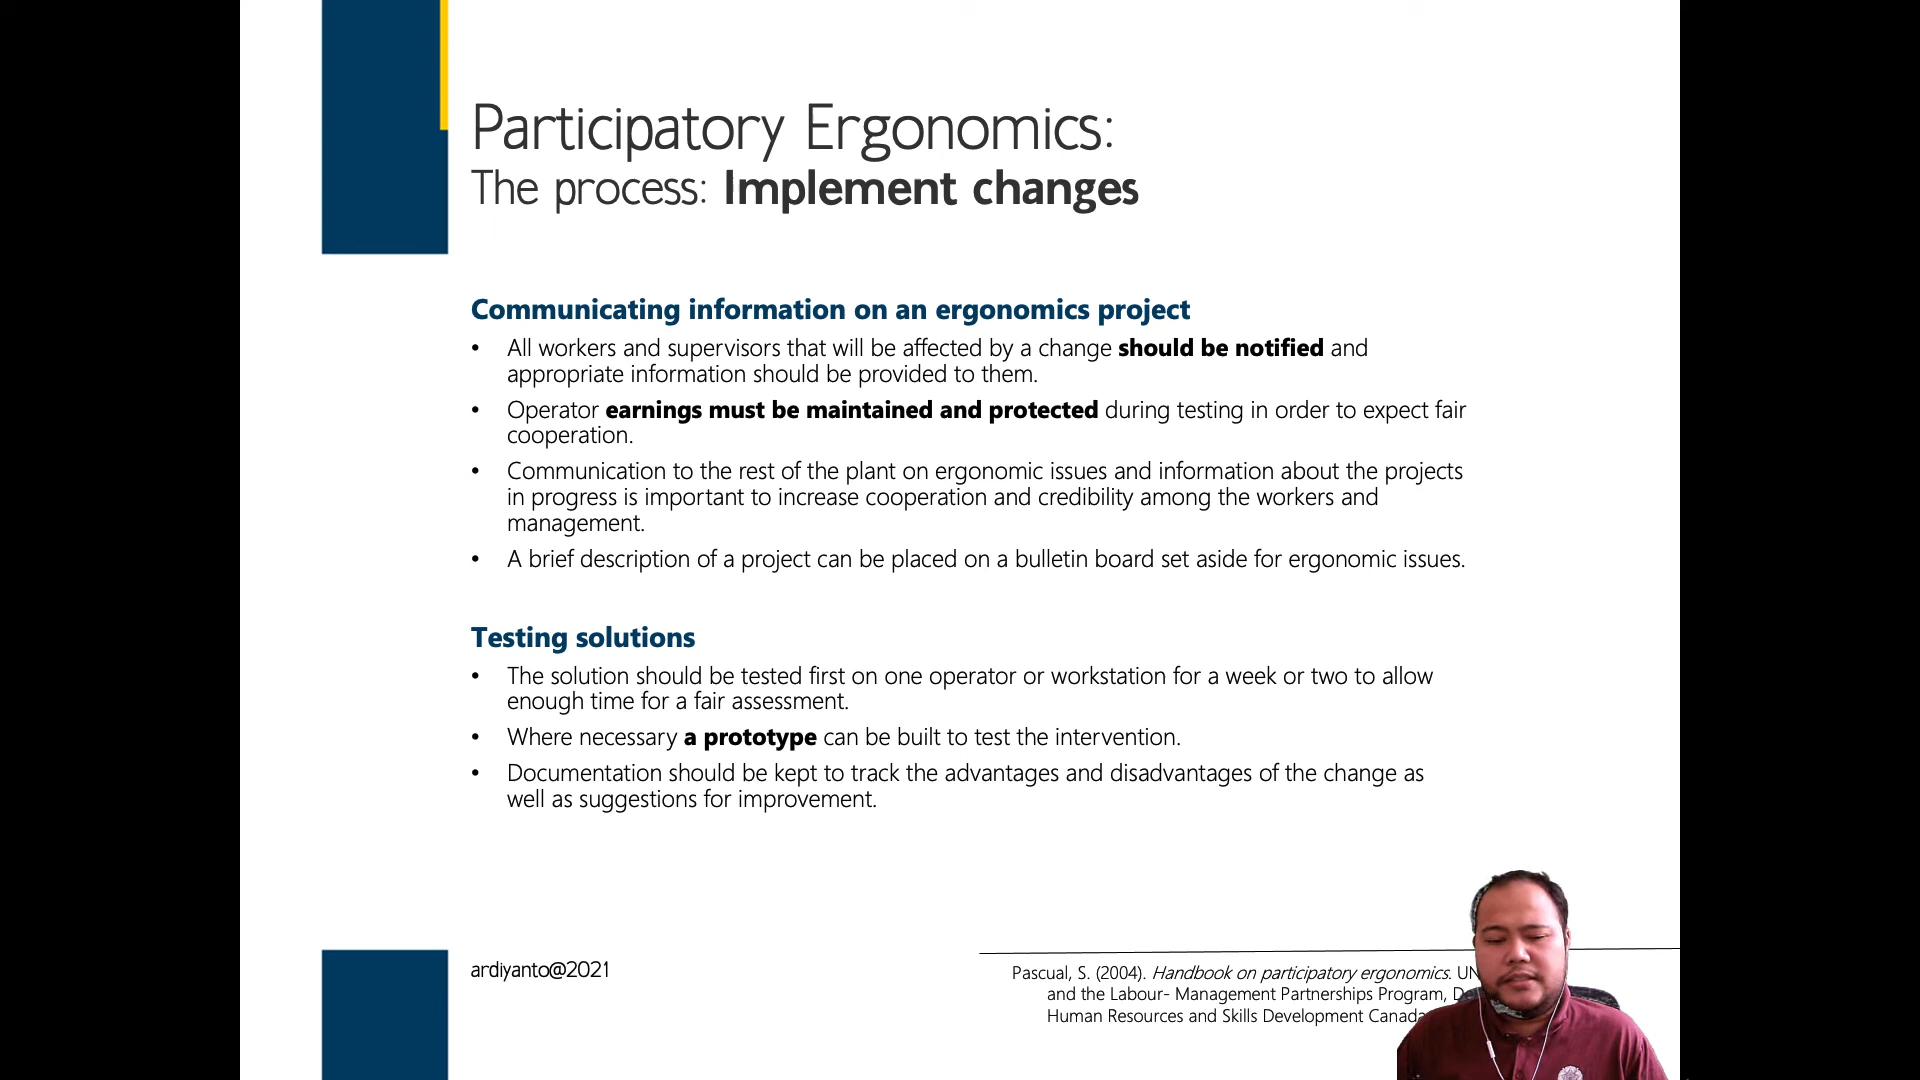 Participatory Ergonomics:
The process: Implement changes
Communicating information on an ergonomics project
• All workers and supervisors that will be affected by a change should be notified and
appropriate information should be provided to them.
• Operator earnings must be maintained and protected during testing in order to expect fair
cooperation.
• Communication to the rest of the plant on ergonomic issues and information about the projects
in progress is important to increase cooperation and credibility among the workers and
management.
• A brief description of a project can be placed on a bulletin board set aside for ergonomic issues.
Testing solutions
• The solution should be tested first on one operator or workstation for a week or two to allow
enough time for a fair assessment.
• Where necessary a prototype can be built to test the intervention.
• Documentation should be kept to track the advantages and disadvantages of the change as
well as suggestions for improvement.
ardiyanto@2021
Pascual, S. (2004). Handbook on participatory ergonomics.
and the Labour- Management Partnerships Program,
Human Resources and Skills Development Canada